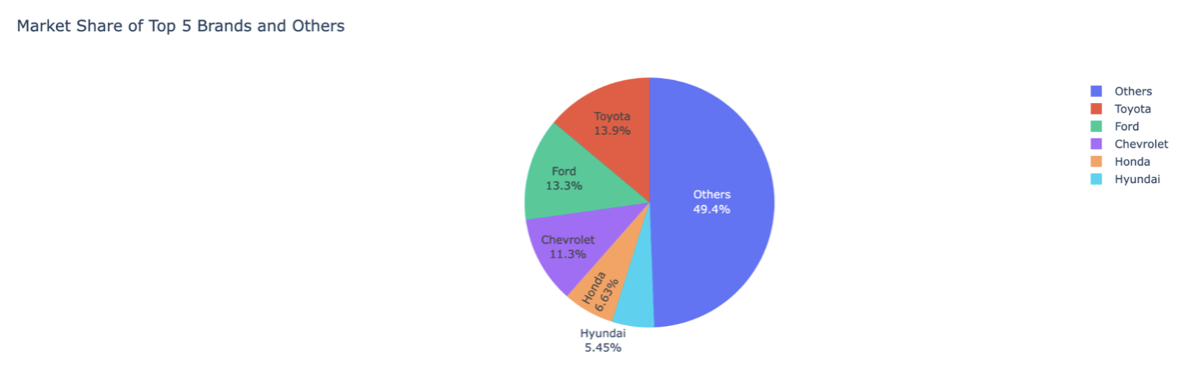 Market Share of Top 5 Brands and Others
Toyota
13.9%
Ford
13.3%
Chevrolet
11.3%
Honda
6.63%
Hyundai
5.45%
Others
49.4%
Others
Toyota
Ford
Chevrolet
Honda
Hyundai